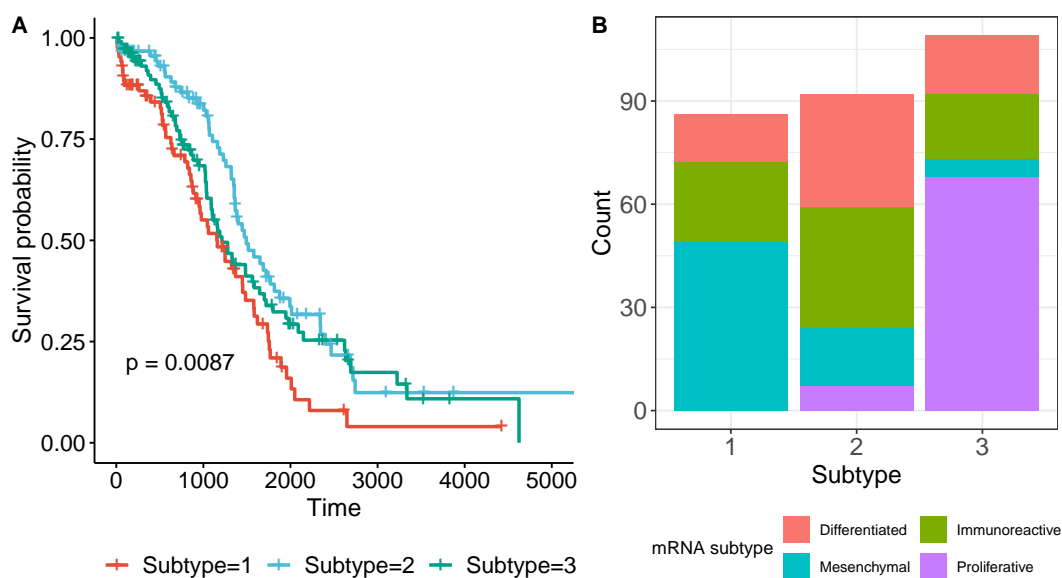 A
Survival probability
1.00
0.75
0.50
0.25
0.00
p = 0.0087
0 1000 2000 3000 4000 5000
Time
Subtype=1 Subtype=2 Subtype=3
B
Count
90
60
30
0
1 2 3
Subtype
mRNA subtype
Differentiated Immunoreactive
Mesenchymal Proliferative